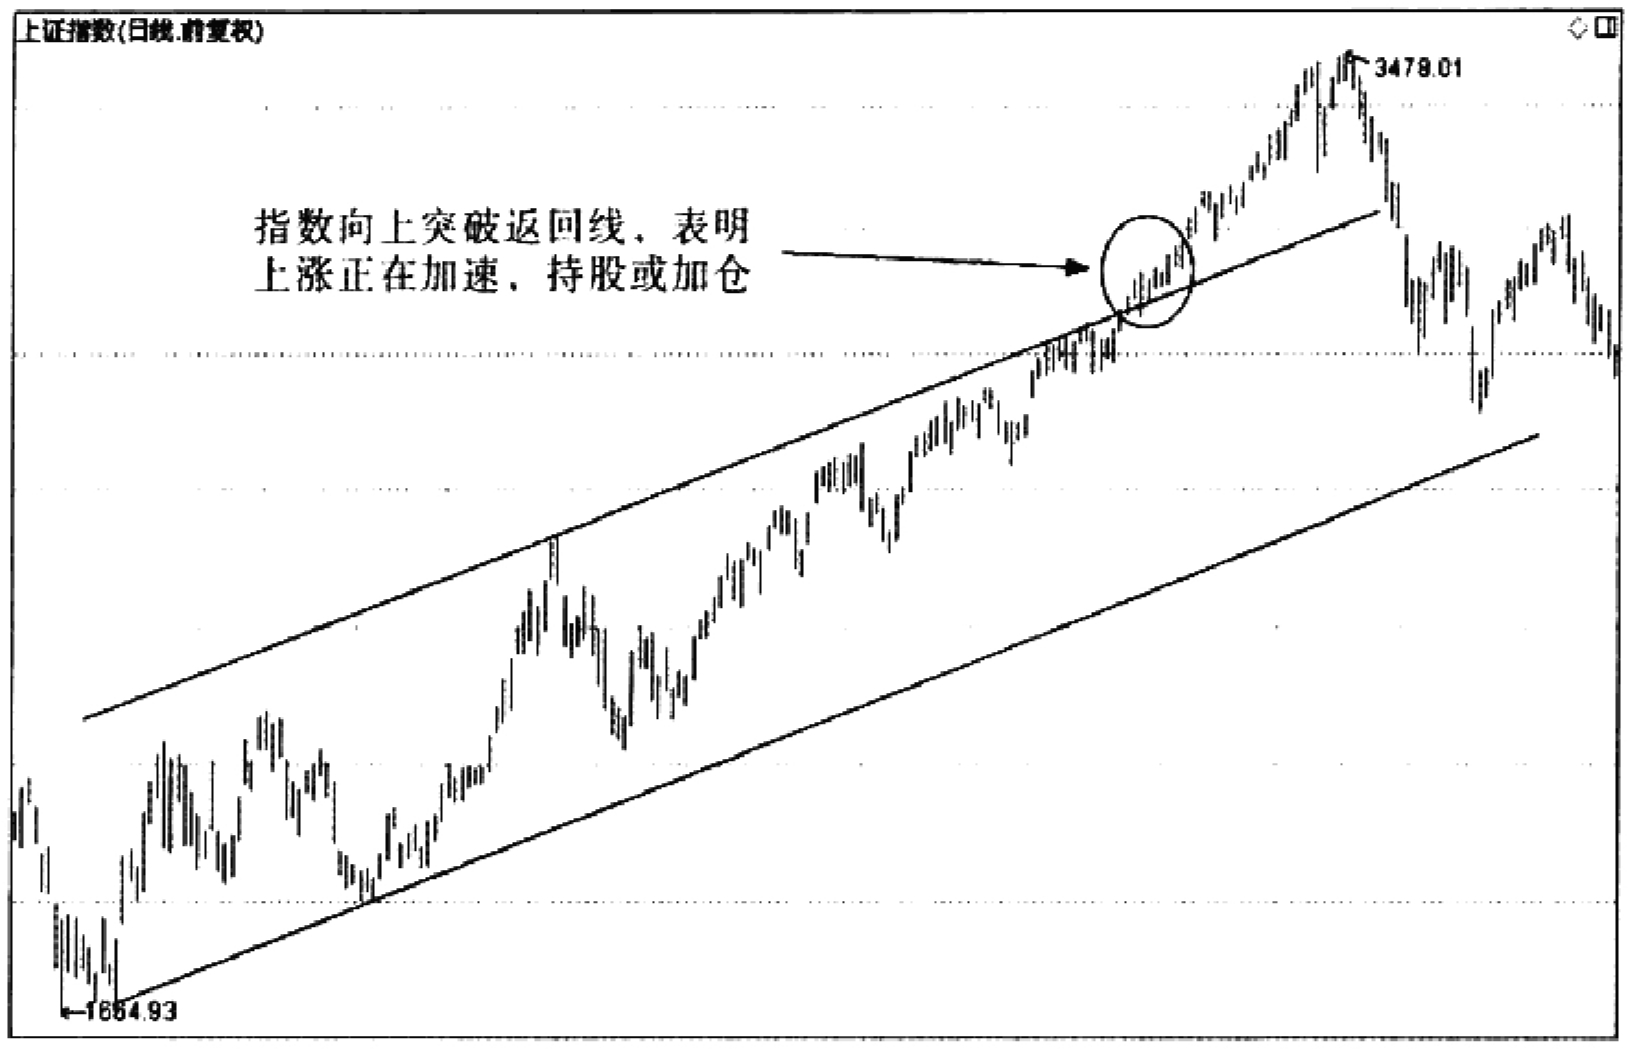 上证指数(日线.前复权)
3478.01
指数向上突破返回线，表明
上涨正在加速，持股或加仓
1664.93